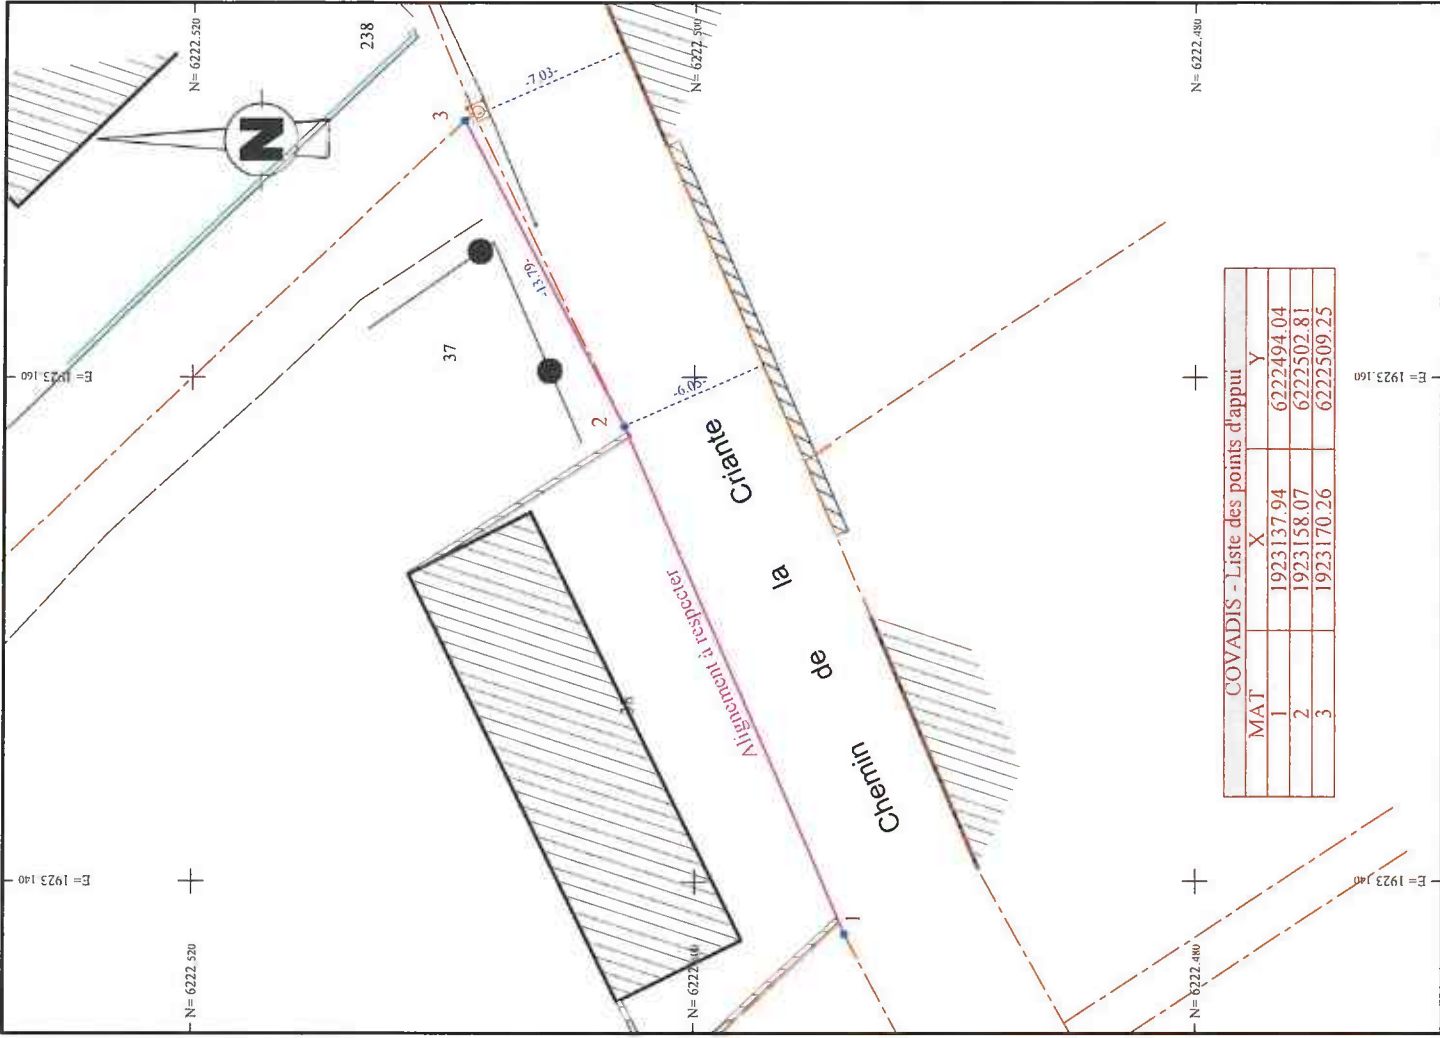 N= 6222.520
N= 6222.500
N= 6222.480
238
N
3
-7.03-
37
-13.79-
E= 1923.160
E= 1923.160
2
-6.05-
Alignement à respecter
Chemin de la Criante
1
E= 1923.140
E= 1923.140
N= 6222.520
N= 6222.480
COVADIS - Liste des points d'appui
MAT X Y
1 1923137.94 6222494.04
2 1923158.07 6222502.81
3 1923170.26 6222509.25